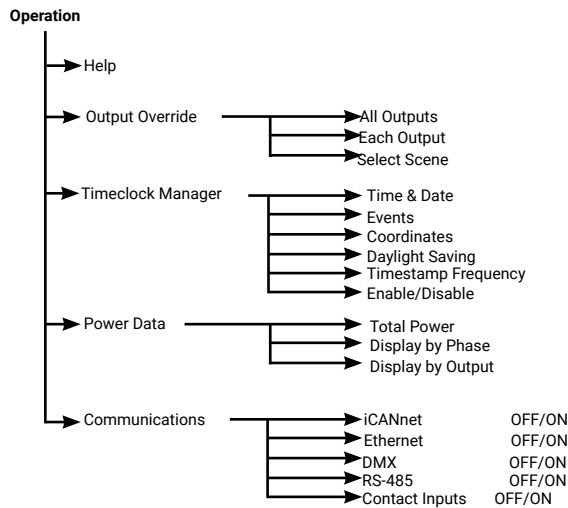 Operation
Help
Output Override
All Outputs
Each Output
Select Scene
Timeclock Manager
Time & Date
Events
Coordinates
Daylight Saving
Timestamp Frequency
Enable/Disable
Power Data
Total Power
Display by Phase
Display by Output
Communications
iCANnet OFF/ON
Ethernet OFF/ON
DMX OFF/ON
RS-485 OFF/ON
Contact Inputs OFF/ON